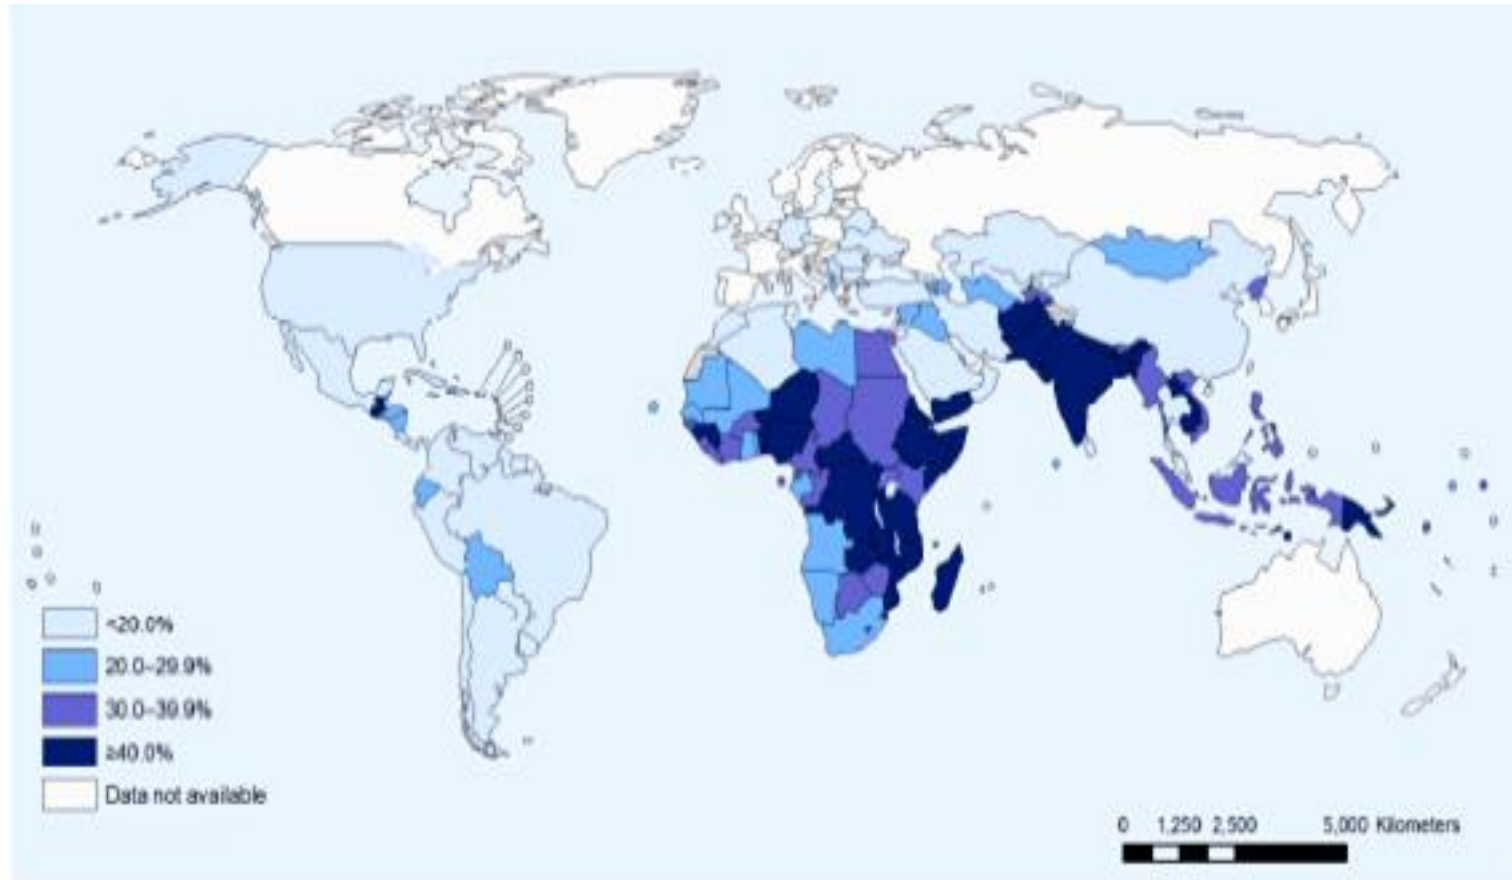 <20.0%
20.0–29.9%
30.0–39.9%
≥40.0%
Data not available
0 1,250 2,500 5,000 Kilometers